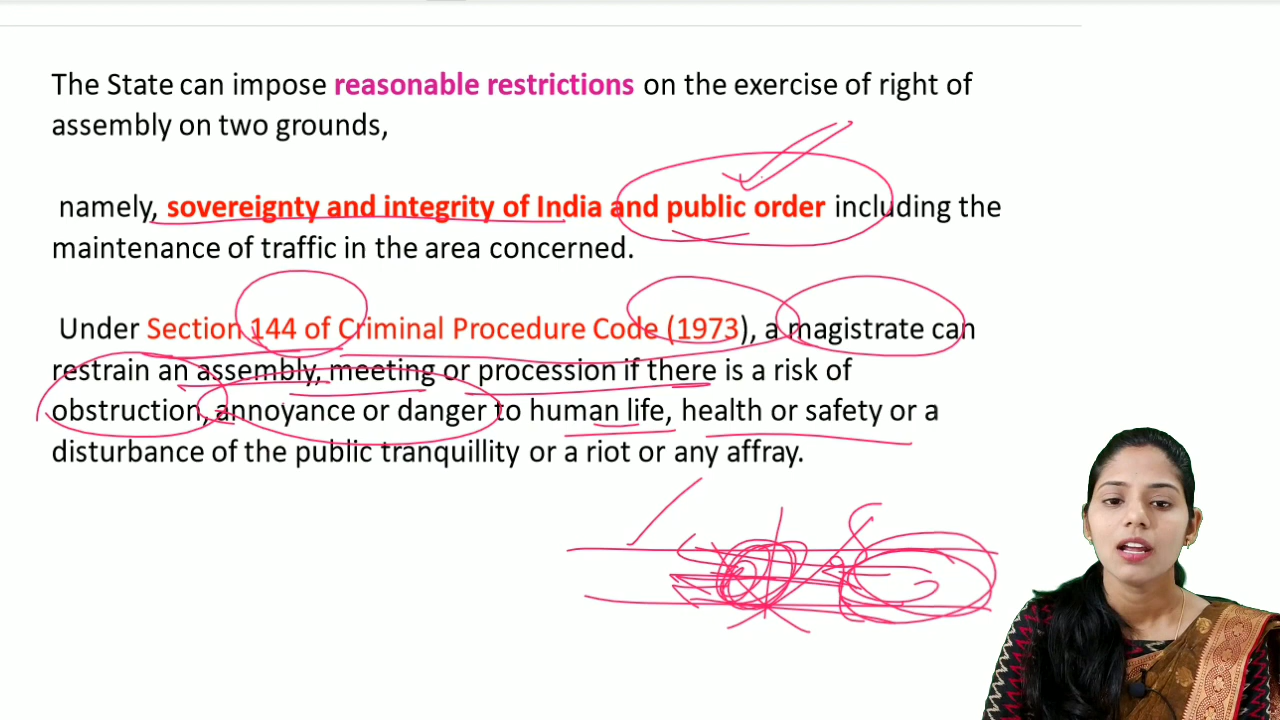 The State can impose reasonable restrictions on the exercise of right of
assembly on two grounds,
namely, sovereignty and integrity of India and public order including the
maintenance of traffic in the area concerned.
Under Section 144 of Criminal Procedure Code (1973), a magistrate can
restrain an assembly, meeting or procession if there is a risk of
obstruction, annoyance or danger to human life, health or safety or a
disturbance of the public tranquillity or a riot or any affray.